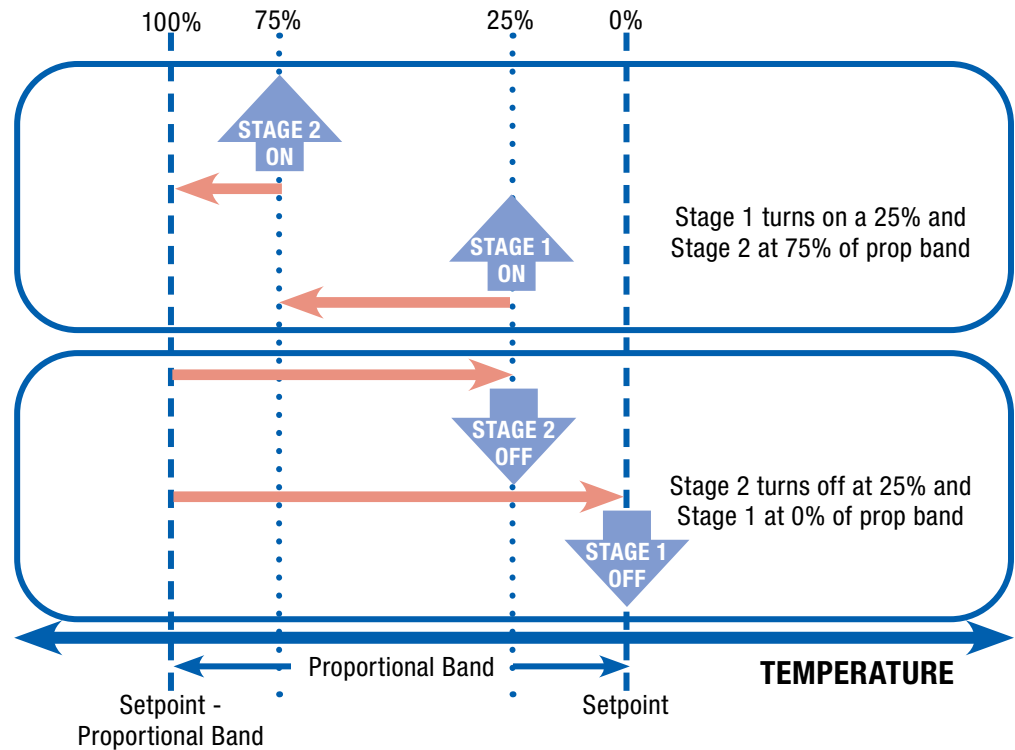 100% 75% 25% 0%
STAGE 2
ON
STAGE 1
ON
Stage 1 turns on a 25% and
Stage 2 at 75% of prop band
STAGE 2
OFF
STAGE 1
OFF
Stage 2 turns off at 25% and
Stage 1 at 0% of prop band
Proportional Band
TEMPERATURE
Setpoint -
Proportional Band
Setpoint